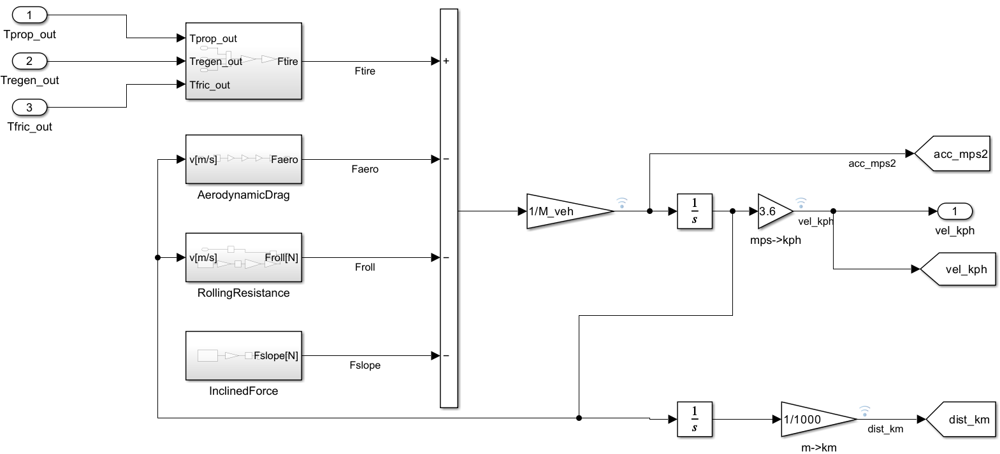 1
Tprop_out
2
Tregen_out
3
Tfric_out
Tprop_out
Tregen_out
Tfric_out
Ftire
Ftire
+
v[m/s]
Faero
AerodynamicDrag
Faero
−
v[m/s]
Froll[N]
RollingResistance
Froll
−
Fslope[N]
InclinedForce
Fslope
−
1/M_veh
acc_mps2
acc_mps2
1
s
3.6
mps->kph
vel_kph
1
vel_kph
vel_kph
1
s
1/1000
m->km
dist_km
dist_km